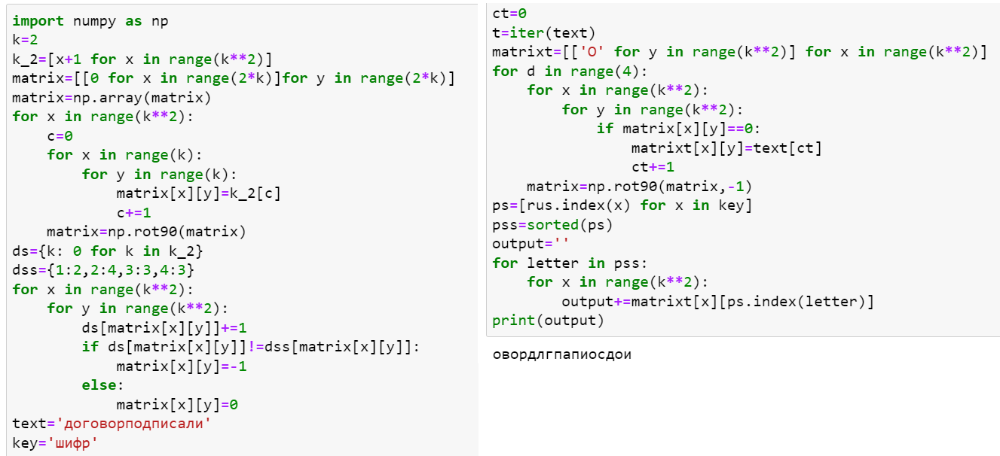 import numpy as np
k=2
k_2=[x+1 for x in range(k**2)]
matrix=[[0 for x in range(2*k)]for y in range(2*k)]
matrix=np.array(matrix)
for x in range(k**2):
    c=0
    for x in range(k):
        for y in range(k):
            matrix[x][y]=k_2[c]
            c+=1
    matrix=np.rot90(matrix)
ds={k: 0 for k in k_2}
dss={1:2,2:4,3:3,4:3}
for x in range(k**2):
    for y in range(k**2):
        ds[matrix[x][y]]+=1
        if ds[matrix[x][y]]!=dss[matrix[x][y]]:
            matrix[x][y]=-1
        else:
            matrix[x][y]=0
text='договорподписали'
key='шифр'
ct=0
t=iter(text)
matrixt=[['О' for y in range(k**2)] for x in range(k**2)]
for d in range(4):
    for x in range(k**2):
        for y in range(k**2):
            if matrix[x][y]==0:
                matrixt[x][y]=text[ct]
                ct+=1
    matrix=np.rot90(matrix,-1)
ps=[rus.index(x) for x in key]
pss=sorted(ps)
output=''
for letter in pss:
    for x in range(k**2):
        output+=matrixt[x][ps.index(letter)]
print(output)
овордлгпапиосдои